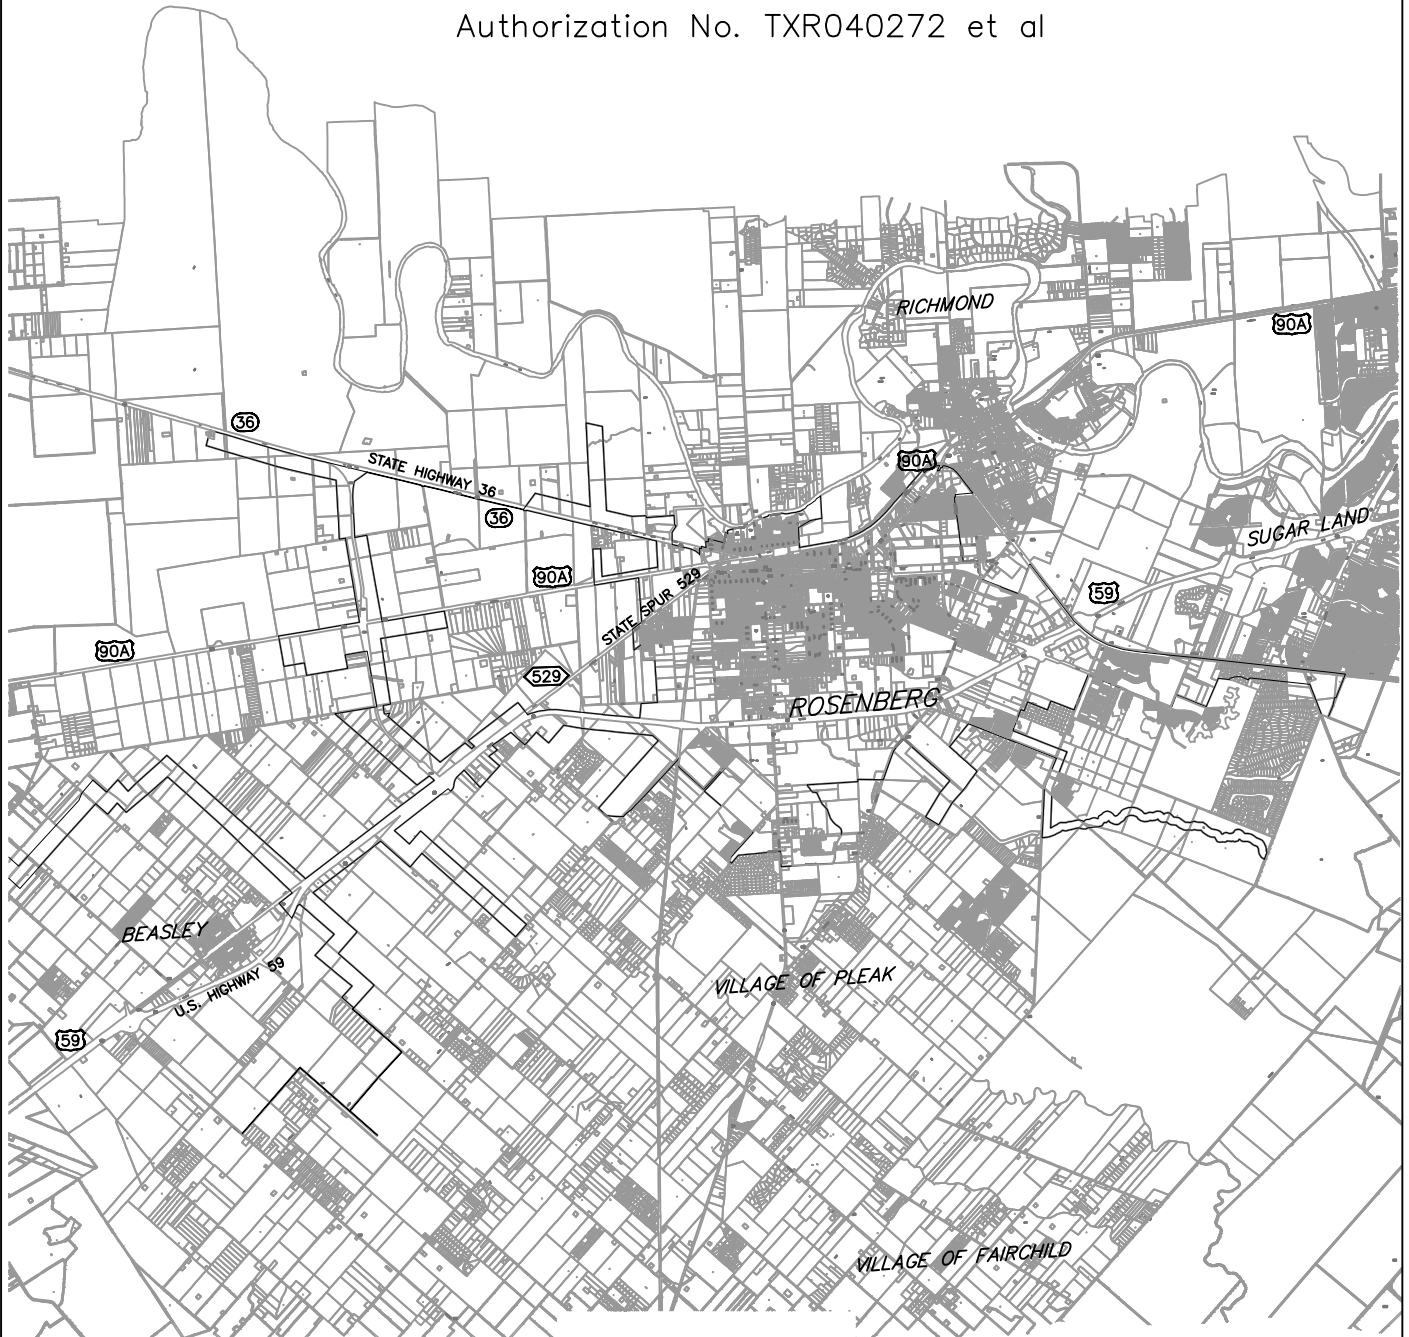 Authorization No. TXR040272 et al
RICHMOND
90A
36
STATE HIGHWAY 36
90A
36
SUGAR LAND
90A
59
STATE SPUR 529
90A
529
ROSENBERG
BEASLEY
U.S. HIGHWAY 59
VILLAGE OF PLEAK
59
VILLAGE OF FAIRCHILD